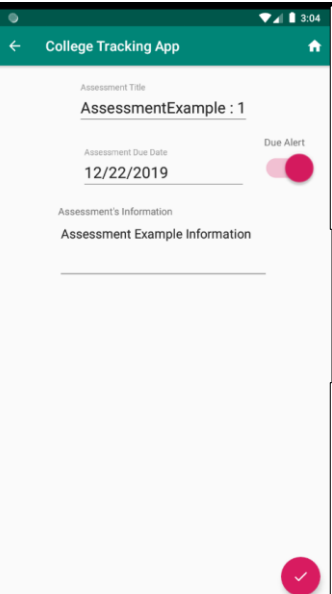 3:04
College Tracking App
Assessment Title
AssessmentExample : 1
Due Alert
Assessment Due Date
12/22/2019
Assessment's Information
Assessment Example Information